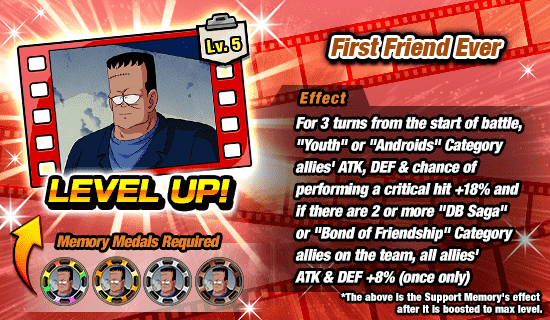 Lv. 5
LEVEL UP!
Memory Medals Required
First Friend Ever
Effect
For 3 turns from the start of battle,
"Youth" or "Androids" Category
allies' ATK, DEF & chance of
performing a critical hit +18% and
if there are 2 or more "DB Saga"
or "Bond of Friendship" Category
allies on the team, all allies'
ATK & DEF +8% (once only)
*The above is the Support Memory's effect
after it is boosted to max level.